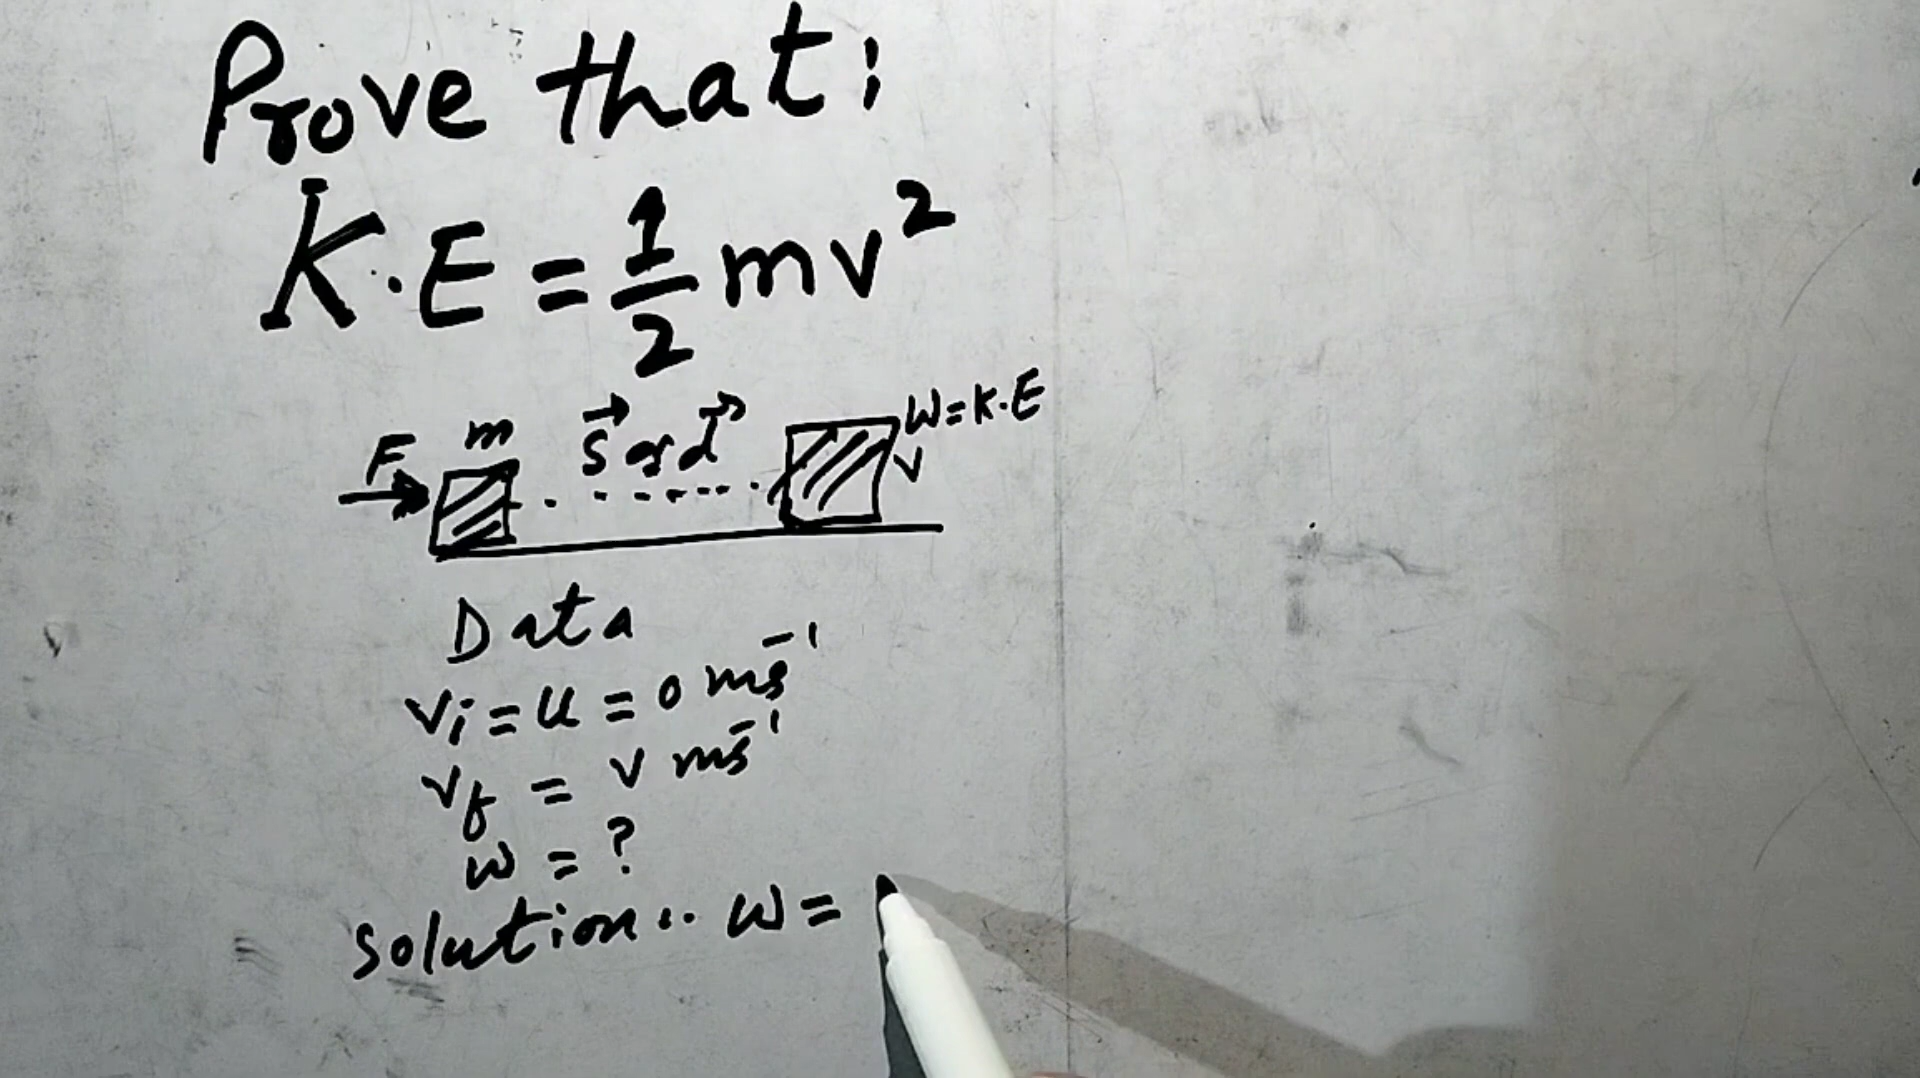 Prove that:
K.E = 1/2 mv²
F m S⃗ or d⃗ W=K.E
v
Data
vi = u = 0 ms⁻¹
vf = v ms⁻¹
w = ?
Solution:. w =